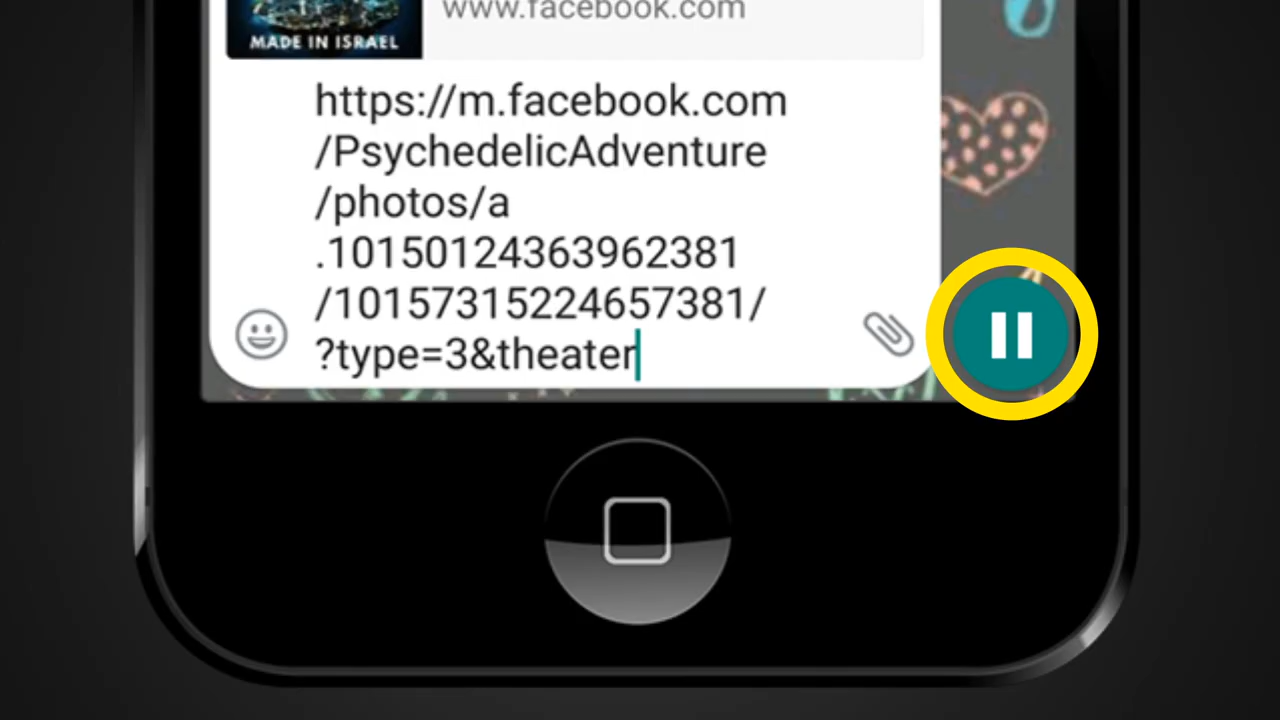 www.facebook.com
MADE IN ISRAEL
https://m.facebook.com
/PsychedelicAdventure
/photos/a
.10150124363962381
/10157315224657381/
?type=3&theater